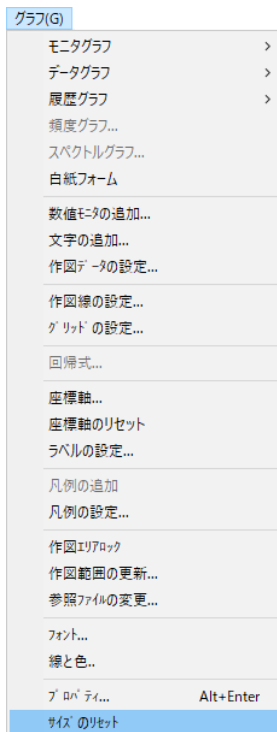 グラフ(G)
モニタグラフ >
データグラフ >
履歴グラフ >
頻度グラフ...
スペクトルグラフ...
白紙フォーム
数値ﾓﾆﾀの追加...
文字の追加...
作図ﾃﾞｰﾀの設定...
作図線の設定...
ｸﾞﾘｯﾄﾞの設定...
回帰式...
座標軸...
座標軸のリセット
ラベルの設定...
凡例の追加
凡例の設定...
作図ｴﾘｱﾛｯｸ
作図範囲の更新...
参照ﾌｧｲﾙの変更...
ﾌｫﾝﾄ...
線と色..
ﾌﾟﾛﾊﾟﾃｨ... Alt+Enter
ｻｲｽﾞのﾘｾｯﾄ